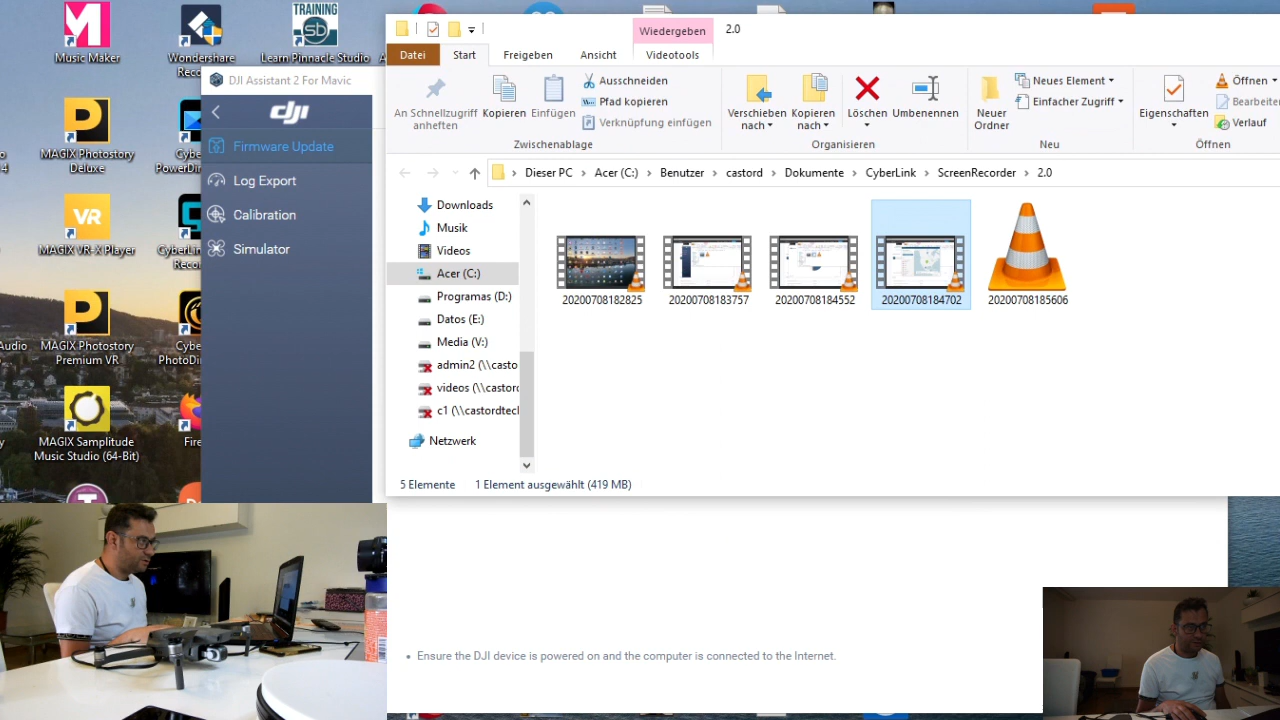 Music Maker
Wondershare
Reco
TRAINING
sb
Learn Pinnacle Studio
MAGIX Photostory
Deluxe
Cybe
PowerDir
VR
MAGIX VR-X Player
CyberLin
Recor
Audio
MAGIX Photostory
Premium VR
Cybe
PhotoDir
MAGIX Samplitude
Music Studio (64-Bit)
Fire
DJI Assistant 2 For Mavic
dji
Firmware Update
Log Export
Calibration
Simulator
Wiedergeben
2.0
Datei
Start
Freigeben
Ansicht
Videotools
An Schnellzugriff
anheften
Kopieren
Einfügen
Ausschneiden
Pfad kopieren
Verknüpfung einfügen
Zwischenablage
Verschieben
nach
Kopieren
nach
Löschen
Umbenennen
Organisieren
Neuer
Ordner
Neues Element
Einfacher Zugriff
Neu
Eigenschaften
Öffnen
Bearbeite
Verlauf
Öffnen
Dieser PC
Acer (C:)
Benutzer
castord
Dokumente
CyberLink
ScreenRecorder
2.0
Downloads
Musik
Videos
Acer (C:)
Programas (D:)
Datos (E:)
Media (V:)
admin2 (\\casto
videos (\\castorc
c1 (\\castordtecl
Netzwerk
20200708182825
20200708183757
20200708184552
20200708184702
20200708185606
5 Elemente
1 Element ausgewählt (419 MB)
• Ensure the DJI device is powered on and the computer is connected to the Internet.